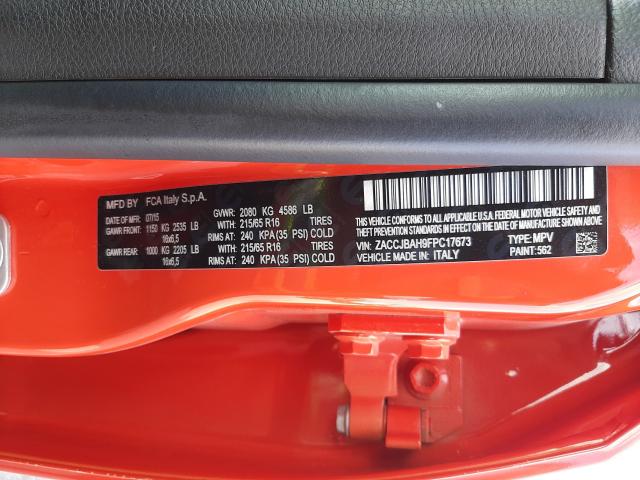 MFD BY FCA Italy S.p.A.
DATE: 07/15
GVWR: 2080 KG 4586 LB
GAWR FRONT: 1150 KG 2535 LB WITH 215/65 R16 TIRES
16x6,5 RIMS AT: 240 KPA (35 PSI) COLD
GAWR REAR: 1000 KG 2205 LB WITH 215/65 R16 TIRES
16x6,5 RIMS AT: 240 KPA (35 PSI) COLD
THIS VEHICLE CONFORMS TO ALL APPLICABLE
FEDERAL MOTOR VEHICLE SAFETY, BUMPER, AND THEFT
PREVENTION STANDARDS IN EFFECT ON THE DATE OF
MANUFACTURE SHOWN ABOVE
VIN: ZACCJBAH9FPC17673
TYPE: MPV
VEHICLE MADE IN: ITALY
PAINT: 562